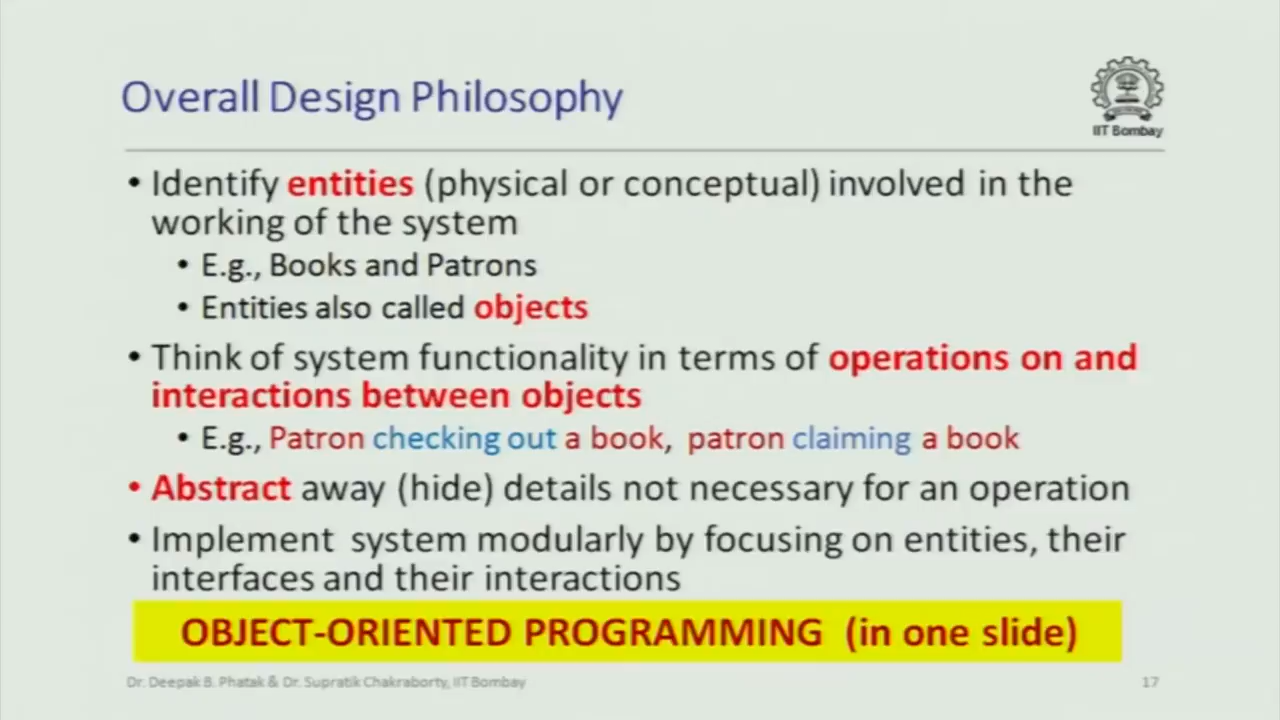 Overall Design Philosophy
IIT Bombay
• Identify entities (physical or conceptual) involved in the
working of the system
• E.g., Books and Patrons
• Entities also called objects
• Think of system functionality in terms of operations on and
interactions between objects
• E.g., Patron checking out a book, patron claiming a book
• Abstract away (hide) details not necessary for an operation
• Implement system modularly by focusing on entities, their
interfaces and their interactions
OBJECT-ORIENTED PROGRAMMING (in one slide)
Dr. Deepak B. Phatak & Dr. Supratik Chakraborty, IIT Bombay
17